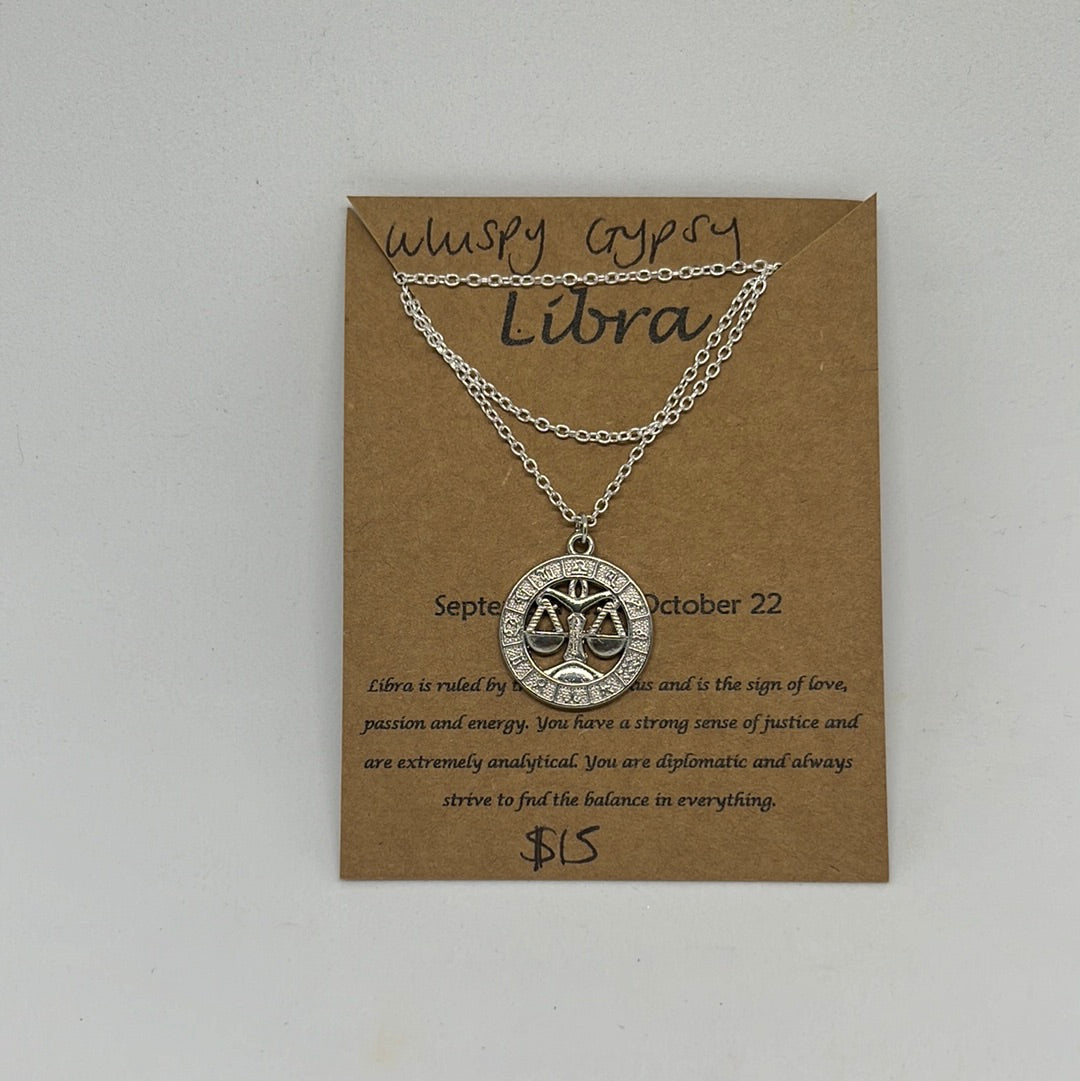 Whispy Gypsy
Libra
Septe October 22
Libra is ruled by us and is the sign of love,
passion and energy. You have a strong sense of justice and
are extremely analytical. You are diplomatic and always
strive to fnd the balance in everything.
$15